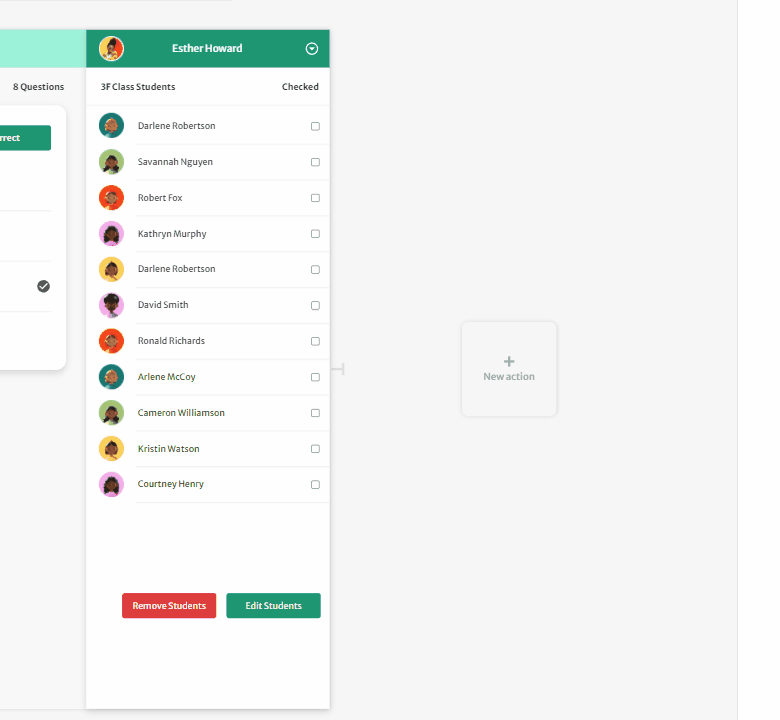 Esther Howard
8 Questions
3F Class Students
Checked
rrect
Darlene Robertson
Savannah Nguyen
Robert Fox
Kathryn Murphy
Darlene Robertson
David Smith
Ronald Richards
Arlene McCoy
Cameron Williamson
Kristin Watson
Courtney Henry
New action
Remove Students
Edit Students